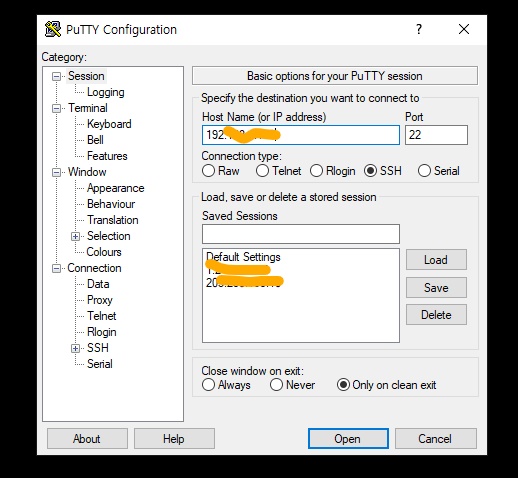 PuTTY Configuration
?
Category:
Session
Logging
Terminal
Keyboard
Bell
Features
Window
Appearance
Behaviour
Translation
Selection
Colours
Connection
Data
Proxy
Telnet
Rlogin
SSH
Serial
Basic options for your PuTTY session
Specify the destination you want to connect to
Host Name (or IP address) Port
192. 22
Connection type:
Raw Telnet Rlogin SSH Serial
Load, save or delete a stored session
Saved Sessions
Default Settings
Load
Save
Delete
Close window on exit:
Always Never Only on clean exit
About Help Open Cancel